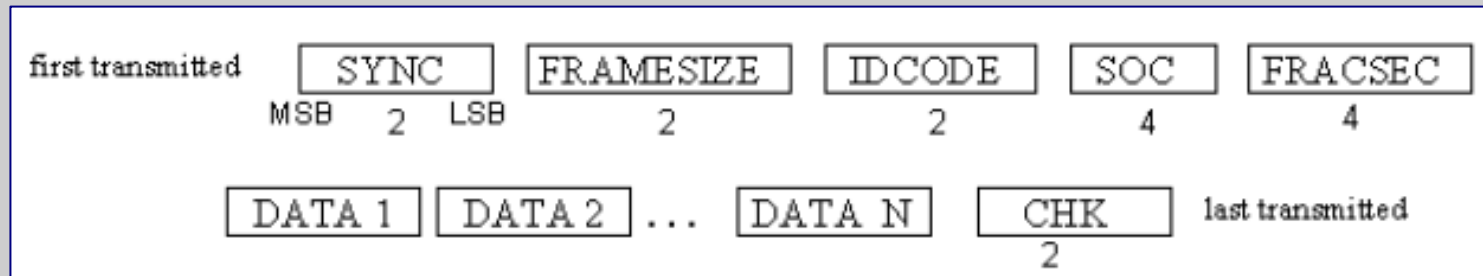 first transmitted SYNC FRAMESIZE IDCODE SOC FRACSEC
MSB 2 LSB 2 2 4 4
DATA 1 DATA 2 ... DATA N CHK last transmitted
2